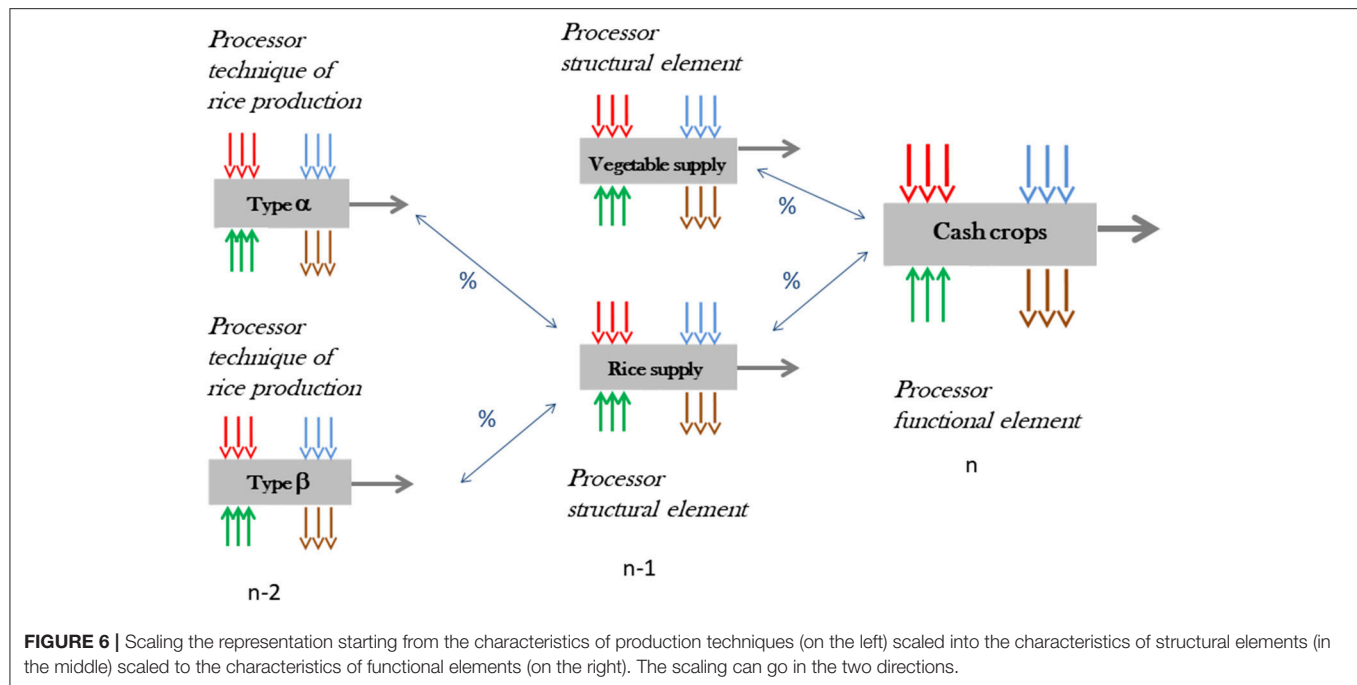 Processor
technique of
rice production
Type α
%
Processor
technique of
rice production
Type β
%
n-2
Processor
structural element
Vegetable supply
%
Rice supply
%
Processor
structural element
n-1
Cash crops
Processor
functional element
n
FIGURE 6 | Scaling the representation starting from the characteristics of production techniques (on the left) scaled into the characteristics of structural elements (in
the middle) scaled to the characteristics of functional elements (on the right). The scaling can go in the two directions.